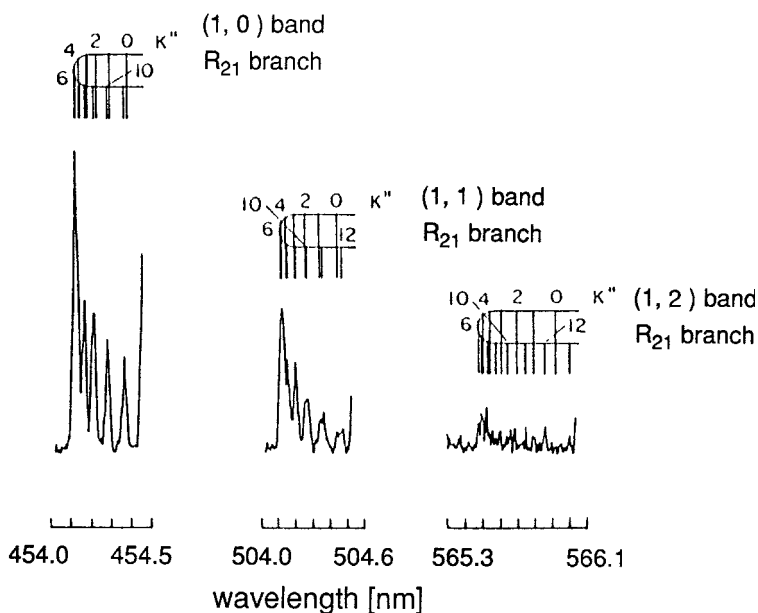 4 2 0 K" (1, 0 ) band
6 10 R21 branch
10 4 2 0 K" (1, 1 ) band
6 12 R21 branch
10 4 2 0 K" (1, 2 ) band
6 12 R21 branch
454.0 454.5 504.0 504.6 565.3 566.1
wavelength [nm]